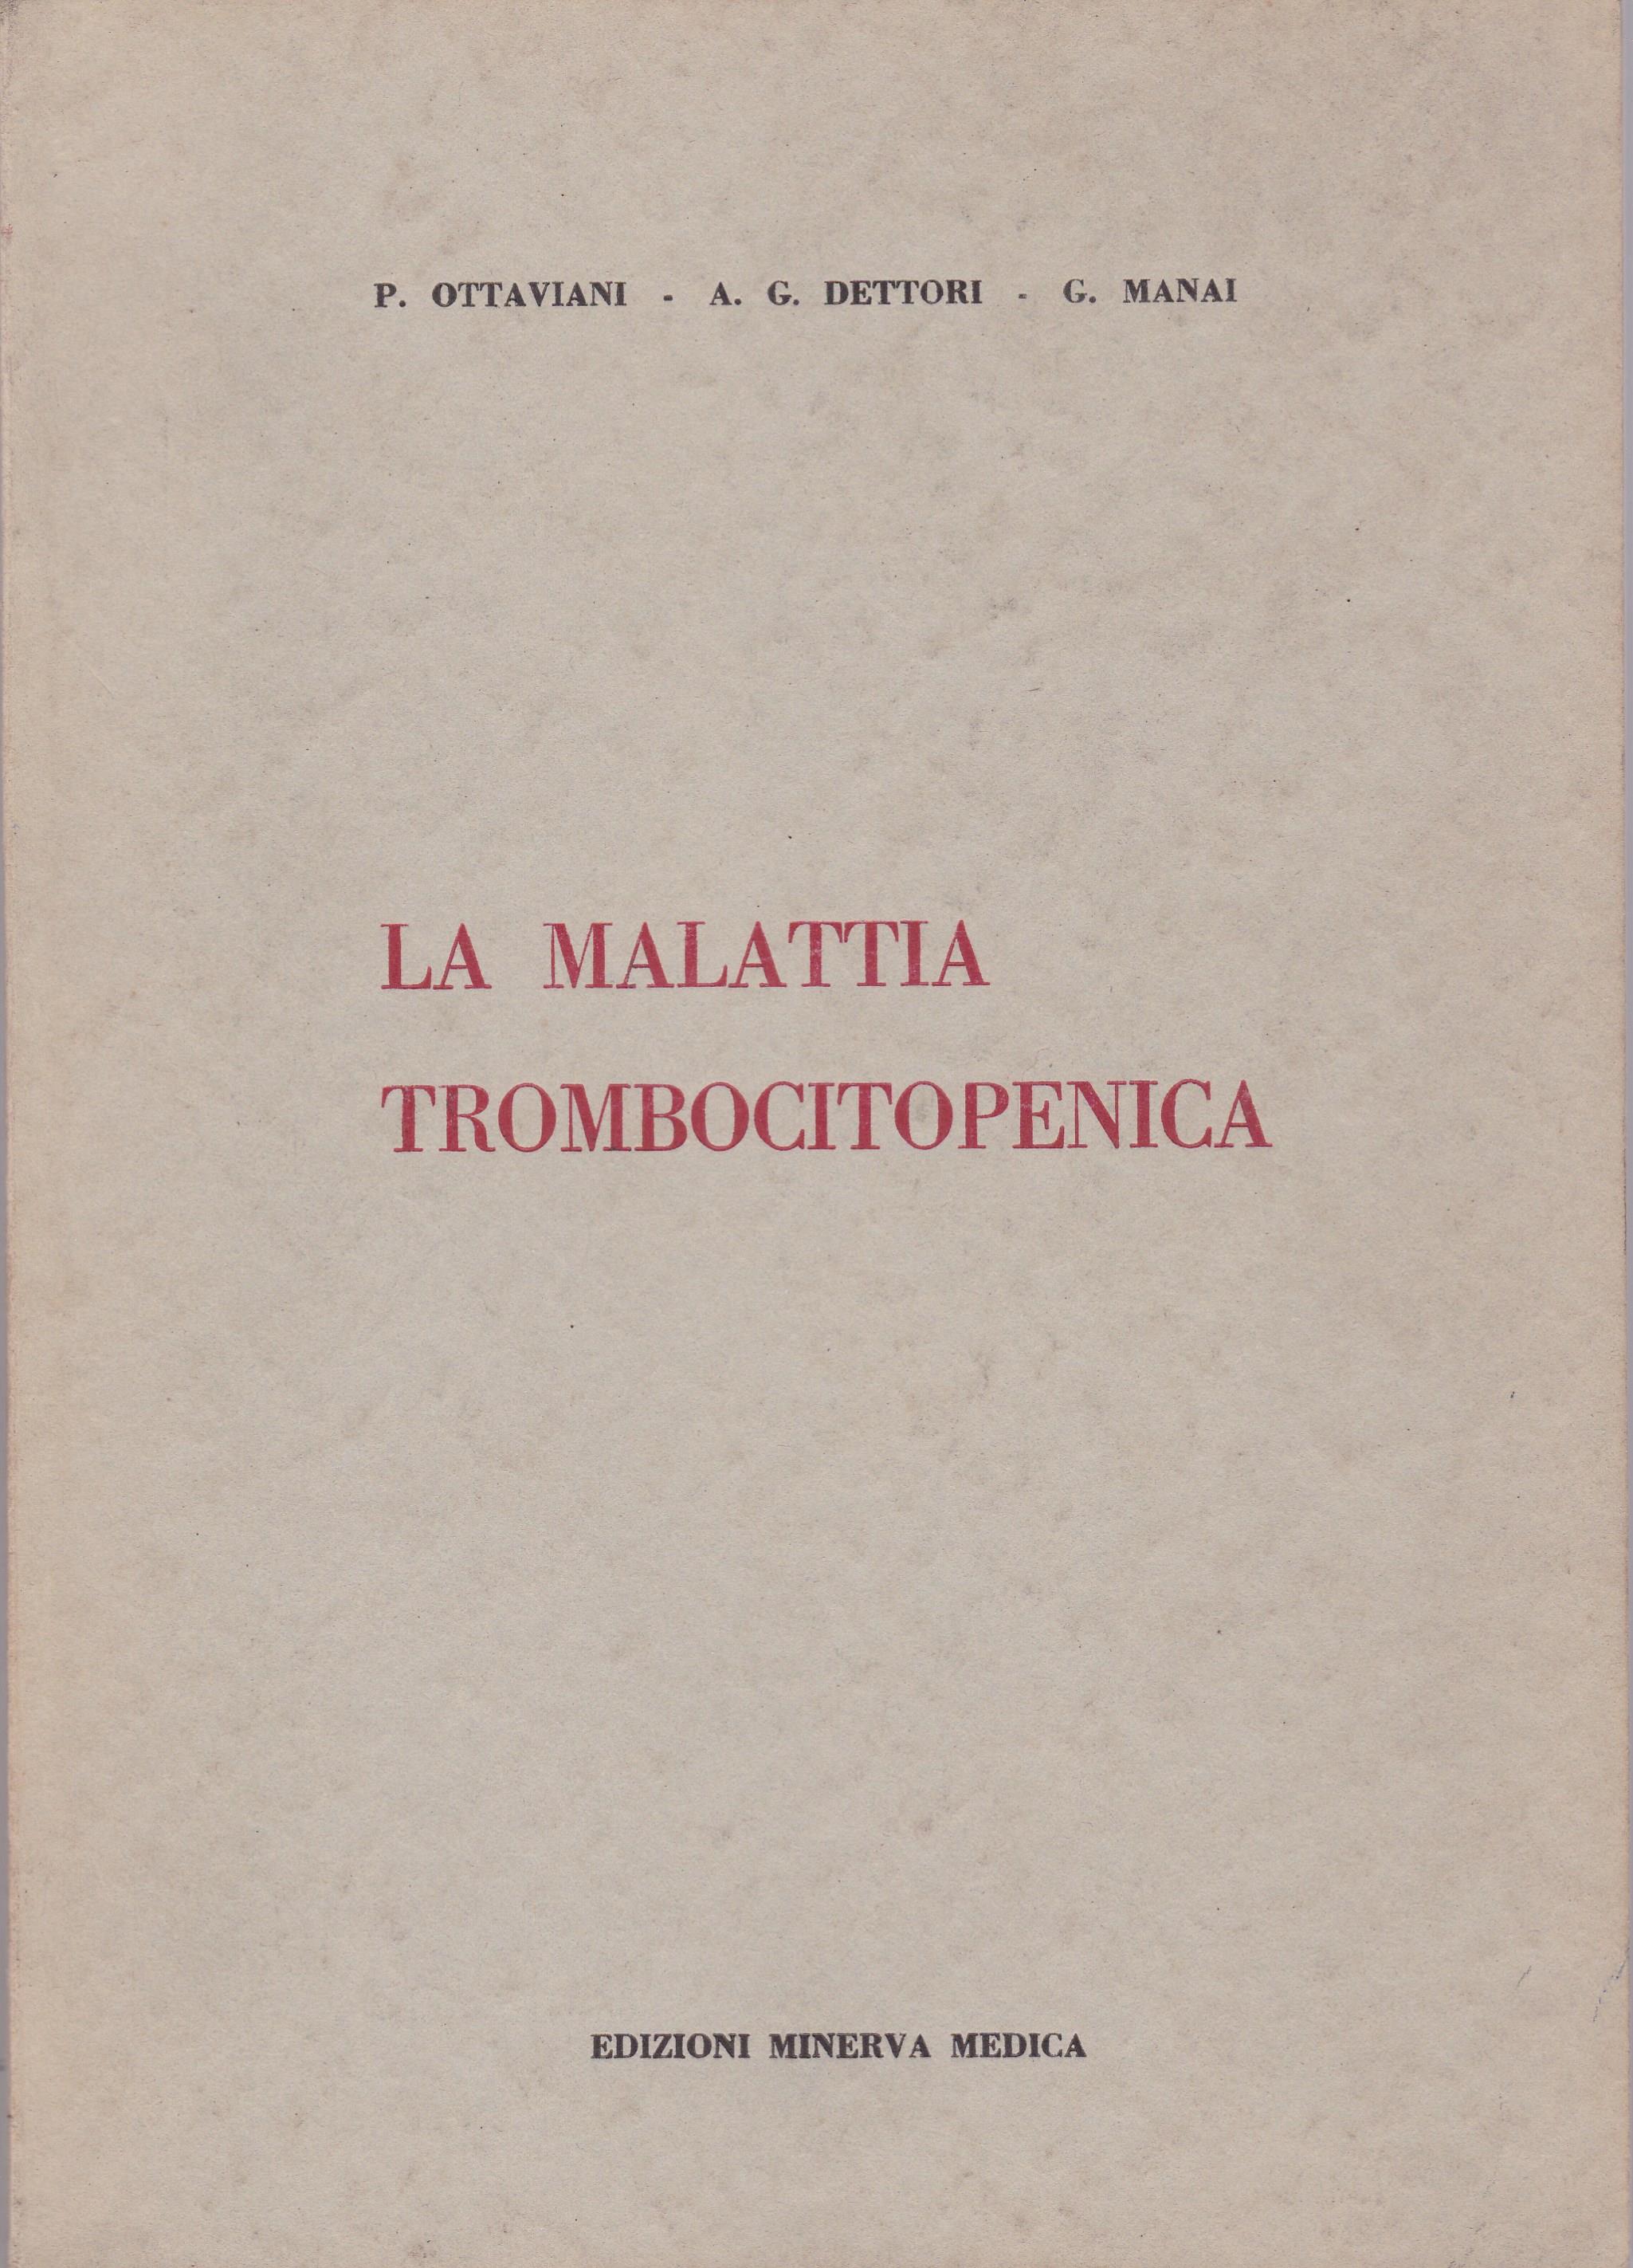 P. OTTAVIANI - A. G. DETTORI - G. MANAI
LA MALATTIA
TROMBOCITOPENICA
EDIZIONI MINERVA MEDICA